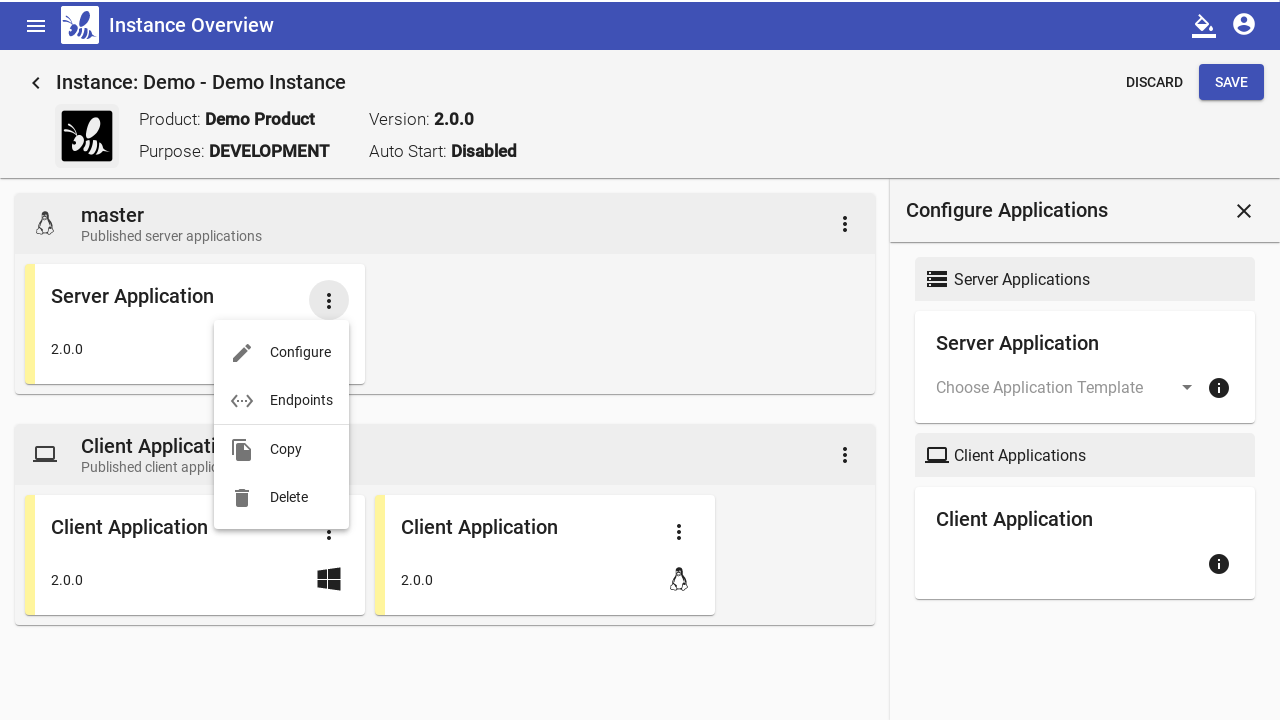 Instance Overview
Instance: Demo - Demo Instance
DISCARD
SAVE
Product: Demo Product
Version: 2.0.0
Purpose: DEVELOPMENT
Auto Start: Disabled
master
Published server applications
Server Application
2.0.0
Configure
Endpoints
Copy
Delete
Client Applicati
Published client applic
Client Application
2.0.0
Client Application
2.0.0
Configure Applications
Server Applications
Server Application
Choose Application Template
Client Applications
Client Application